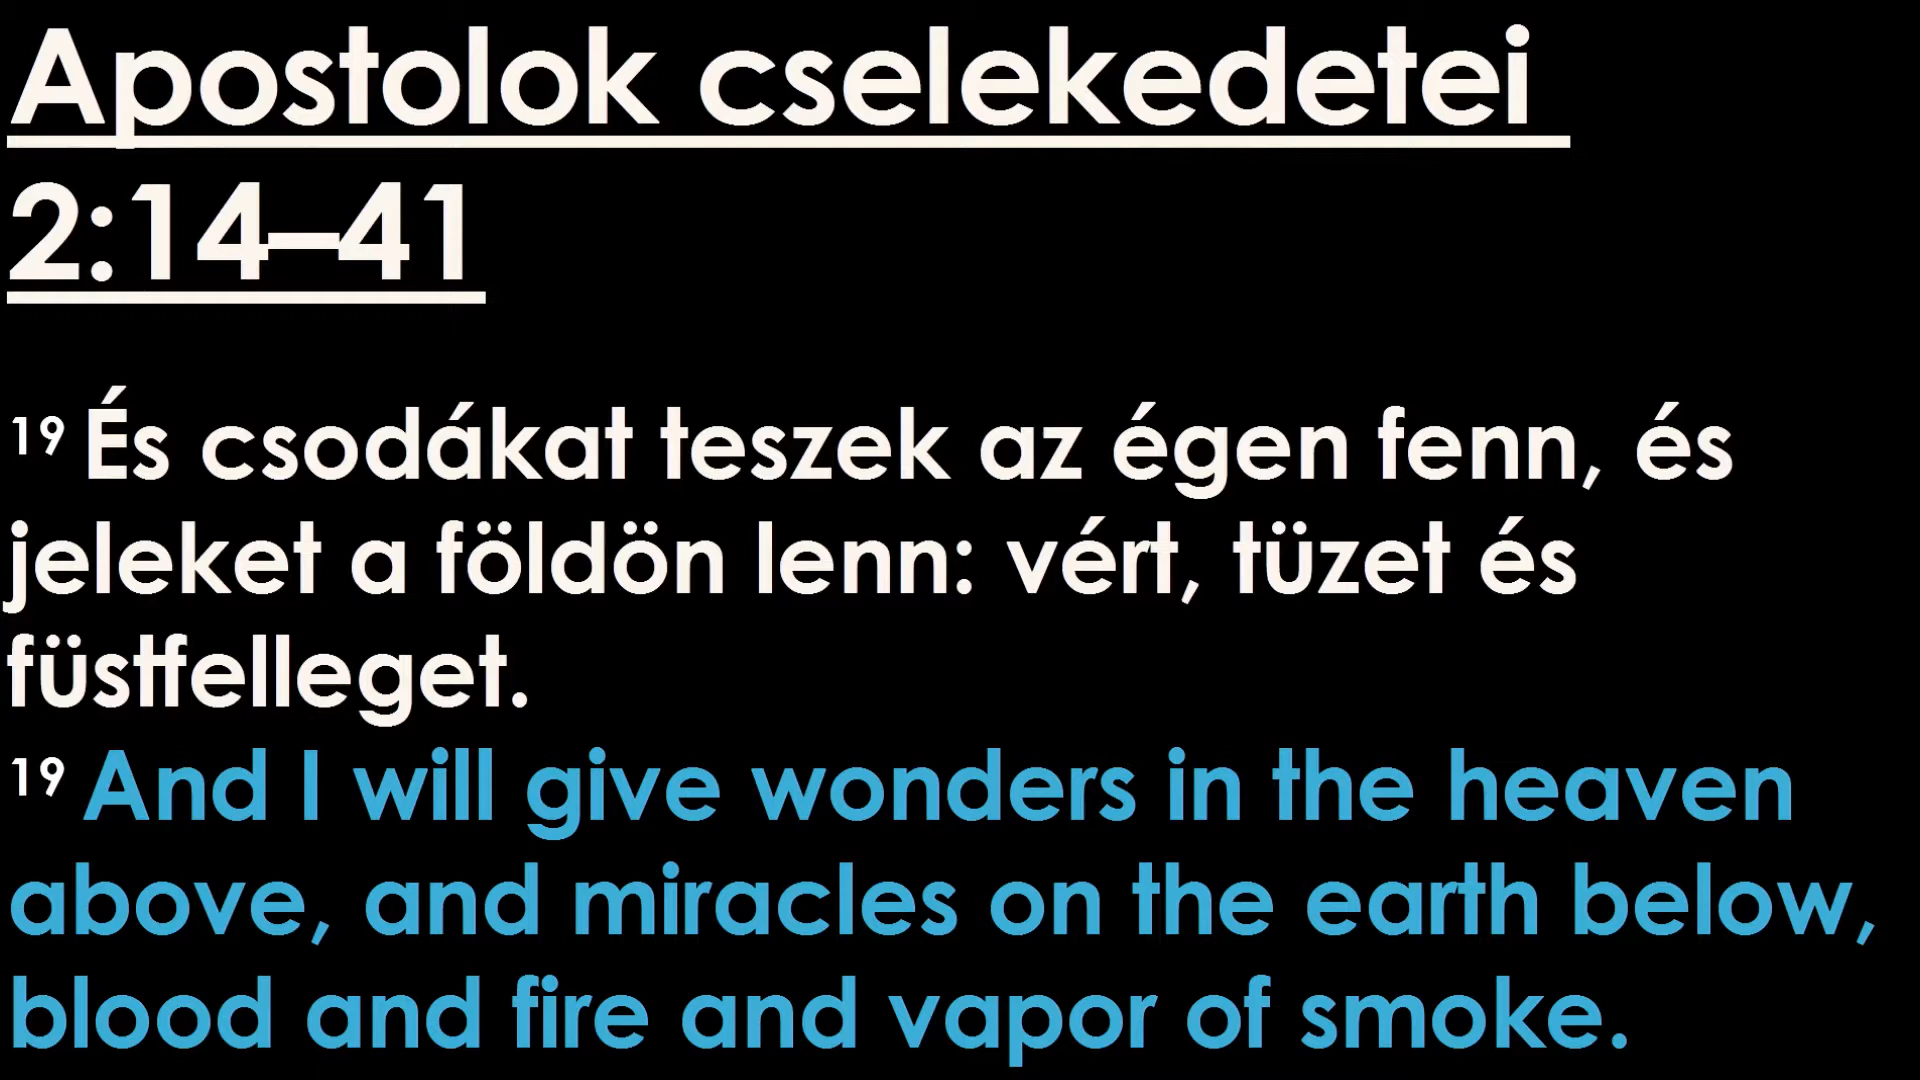 Apostolok cselekedetei
2:14–41
19 És csodákat teszek az égen fenn, és
jeleket a földön lenn: vért, tüzet és
füstfelleget.
19 And I will give wonders in the heaven
above, and miracles on the earth below,
blood and fire and vapor of smoke.